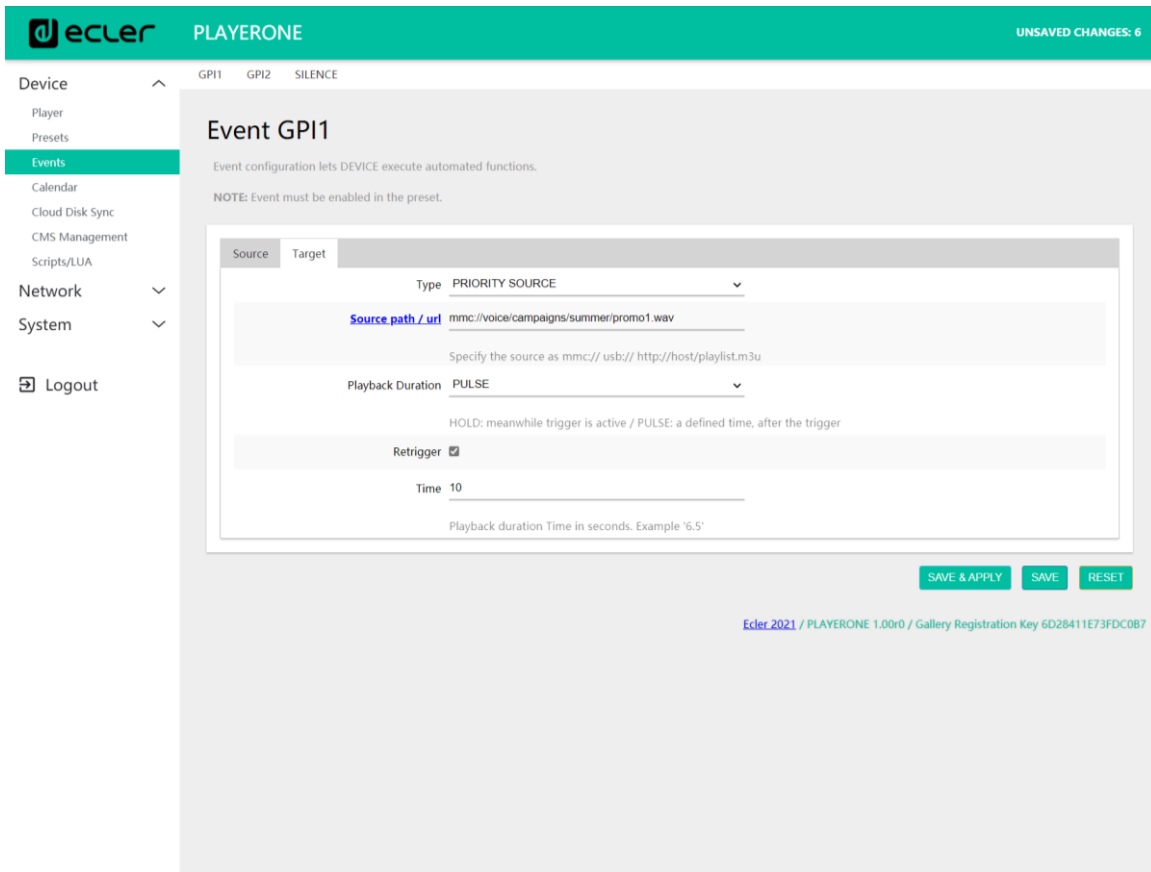 ecler PLAYERONE UNSAVED CHANGES: 6
GPI1 GPI2 SILENCE
Device
Player
Presets
Events
Calendar
Cloud Disk Sync
CMS Management
Scripts/LUA
Network
System
Logout
Event GPI1
Event configuration lets DEVICE execute automated functions.
NOTE: Event must be enabled in the preset.
Source Target
Type PRIORITY SOURCE
Source path / url mmc://voice/campaigns/summer/promo1.wav
Specify the source as mmc:// usb:// http://host/playlist.m3u
Playback Duration PULSE
HOLD: meanwhile trigger is active / PULSE: a defined time, after the trigger
Retrigger
Time 10
Playback duration Time in seconds. Example '6.5'
SAVE & APPLY SAVE RESET
Ecler 2021 / PLAYERONE 1.00r0 / Gallery Registration Key 6D28411E73FDC0B7